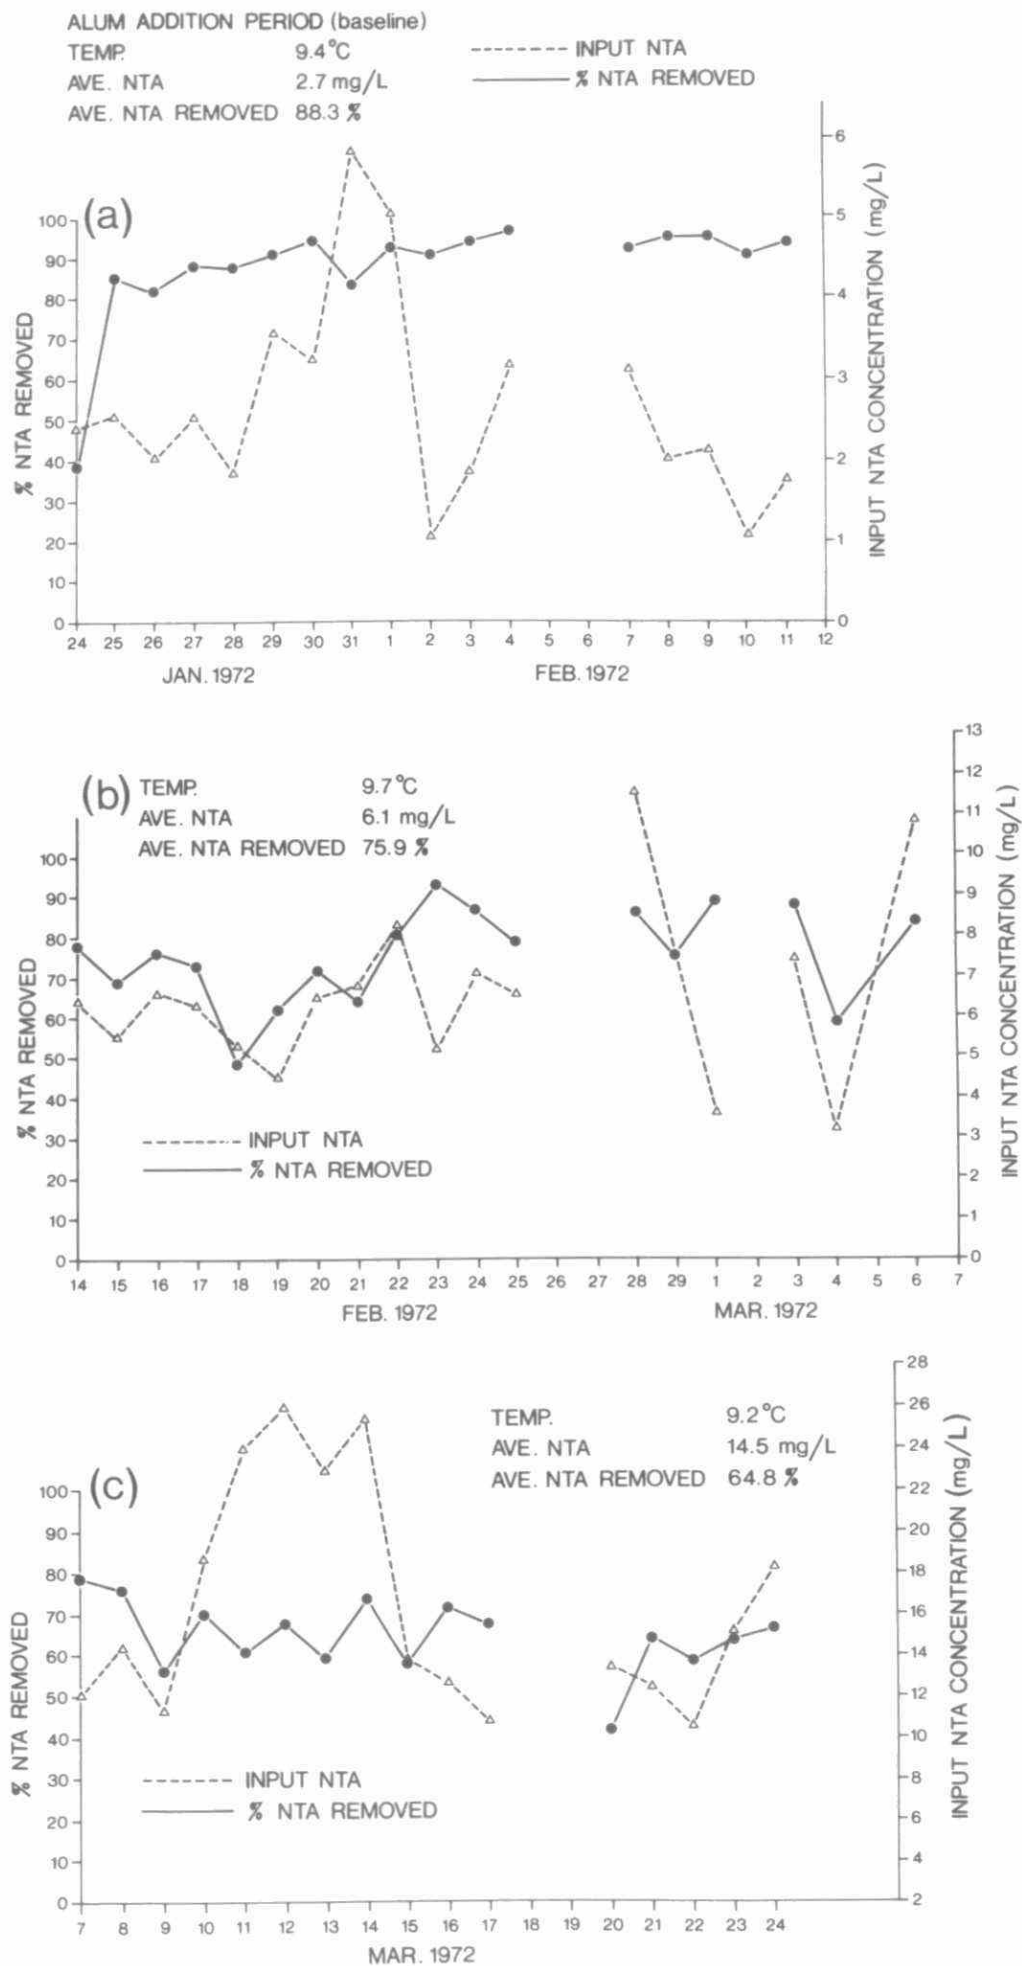 ALUM ADDITION PERIOD (baseline)
TEMP. 9.4°C
AVE. NTA 2.7 mg/L
AVE. NTA REMOVED 88.3 %
INPUT NTA
% NTA REMOVED
(a)
% NTA REMOVED
100
90
80
70
60
50
40
30
20
10
0
INPUT NTA CONCENTRATION (mg/L)
6
5
4
3
2
1
0
24 25 26 27 28 29 30 31 1 2 3 4 5 6 7 8 9 10 11 12
JAN. 1972 FEB. 1972
(b)
TEMP. 9.7°C
AVE. NTA 6.1 mg/L
AVE. NTA REMOVED 75.9 %
% NTA REMOVED
100
90
80
70
60
50
40
30
20
10
0
INPUT NTA
% NTA REMOVED
INPUT NTA CONCENTRATION (mg/L)
13
12
11
10
9
8
7
6
5
4
3
2
1
0
14 15 16 17 18 19 20 21 22 23 24 25 26 27 28 29 1 2 3 4 5 6 7
FEB. 1972 MAR. 1972
(c)
TEMP. 9.2°C
AVE. NTA 14.5 mg/L
AVE. NTA REMOVED 64.8 %
% NTA REMOVED
100
90
80
70
60
50
40
30
20
10
0
INPUT NTA
% NTA REMOVED
INPUT NTA CONCENTRATION (mg/L)
28
26
24
22
20
18
16
14
12
10
8
6
4
2
7 8 9 10 11 12 13 14 15 16 17 18 19 20 21 22 23 24
MAR. 1972